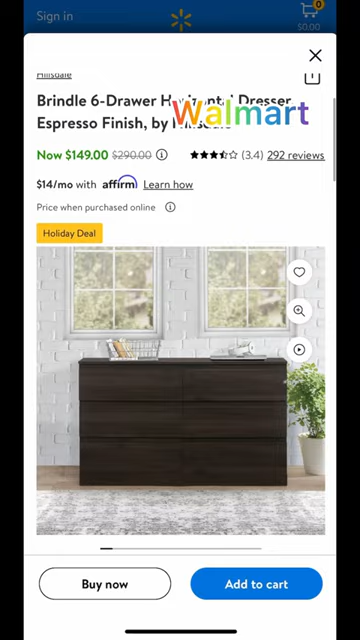 Sign in
0
$0.00
Hillsdale
Brindle 6-Drawer Horizontal Dresser,
Walmart
Espresso Finish, by Hillsdale
Now $149.00 $290.00 (3.4) 292 reviews
$14/mo with affirm Learn how
Price when purchased online
Holiday Deal
Buy now
Add to cart